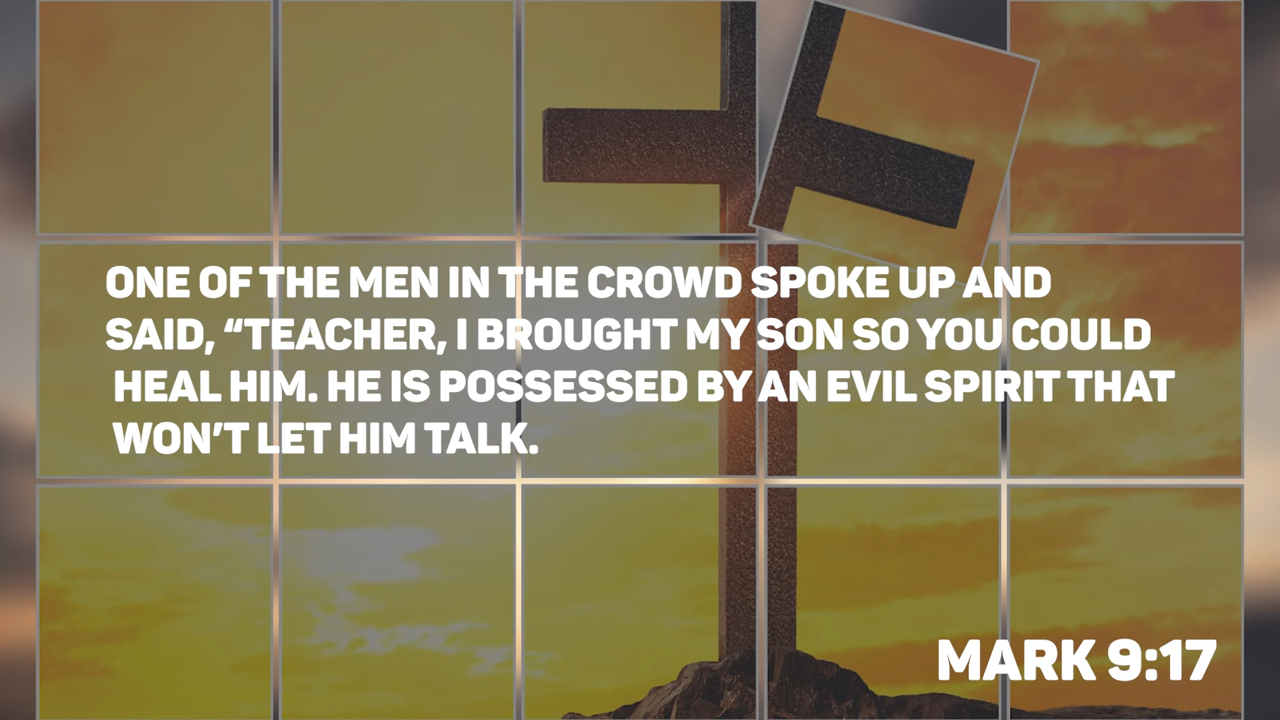 ONE OF THE MEN IN THE CROWD SPOKE UP AND
SAID, “TEACHER, I BROUGHT MY SON SO YOU COULD
HEAL HIM. HE IS POSSESSED BY AN EVIL SPIRIT THAT
WON’T LET HIM TALK.
MARK 9:17